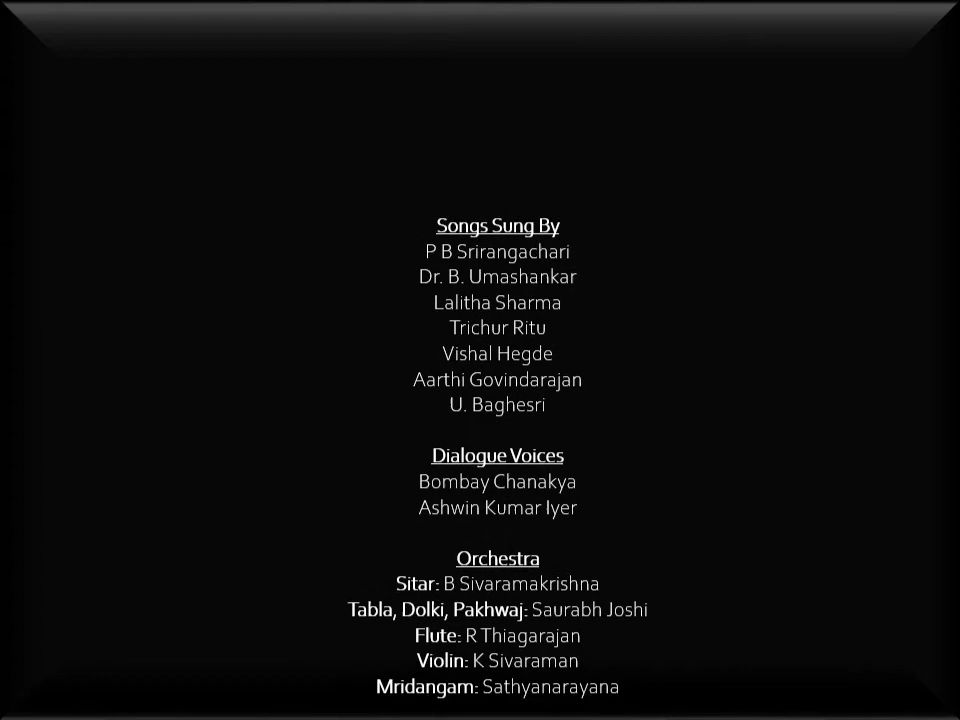 Songs Sung By
P B Srirangachari
Dr. B. Umashankar
Lalitha Sharma
Trichur Ritu
Vishal Hegde
Aarthi Govindarajan
U. Baghesri
Dialogue Voices
Bombay Chanakya
Ashwin Kumar Iyer
Orchestra
Sitar: B Sivaramakrishna
Tabla, Dolki, Pakhwaj: Saurabh Joshi
Flute: R Thiagarajan
Violin: K Sivaraman
Mridangam: Sathyanarayana